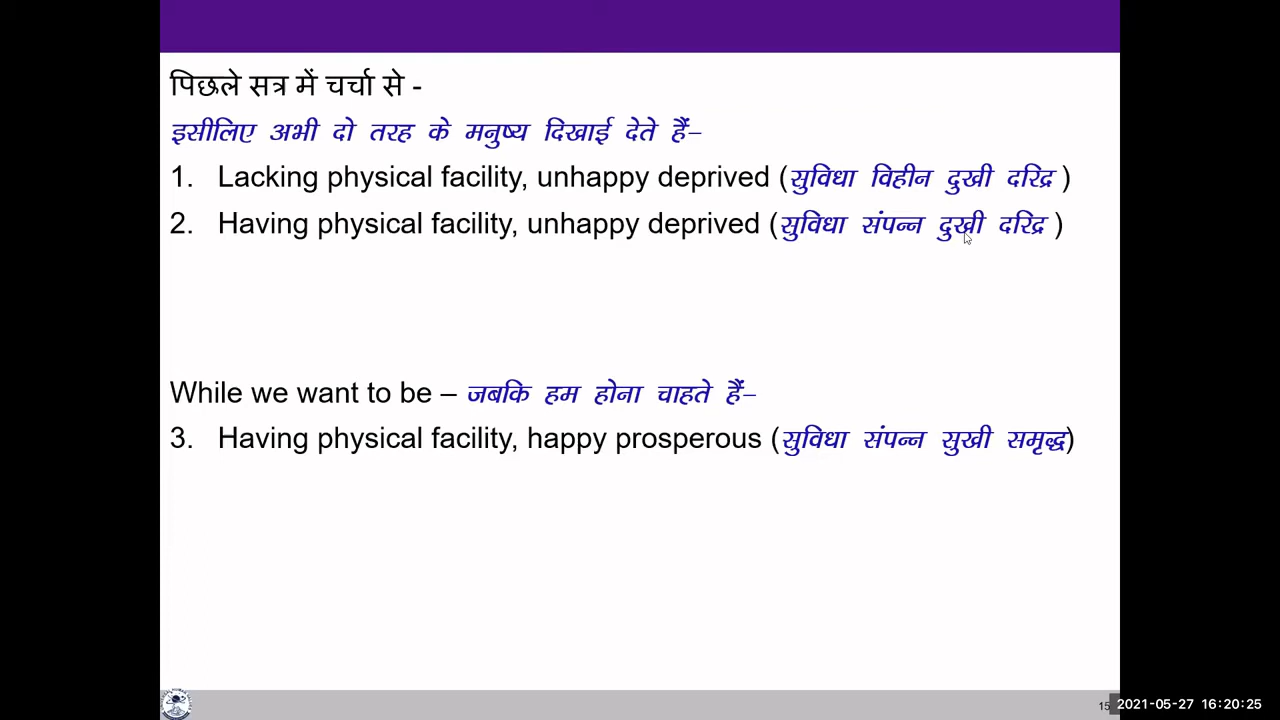 पिछले सत्र में चर्चा से -
इसीलिए अभी दो तरह के मनुष्य दिखाई देते हैं–
1. Lacking physical facility, unhappy deprived (सुविधा विहीन दुखी दरिद्र )
2. Having physical facility, unhappy deprived (सुविधा संपन्न दुखी दरिद्र )
While we want to be – जबकि हम होना चाहते हैं–
3. Having physical facility, happy prosperous (सुविधा संपन्न सुखी समृद्ध)
15 2021-05-27 16:20:25